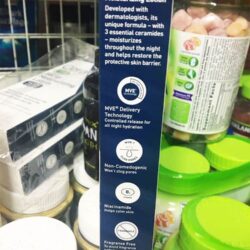 Lotion
Developed with
dermatologists, its
unique formula – with
3 essential ceramides
– moisturizes
throughout the night
and helps restore the
protective skin barrier.
MVE
MVE® Delivery
Technology
Controlled release for
all night hydration
Non-Comedogenic
Won't clog pores
Niacinamide
Helps calm skin
Fragrance Free